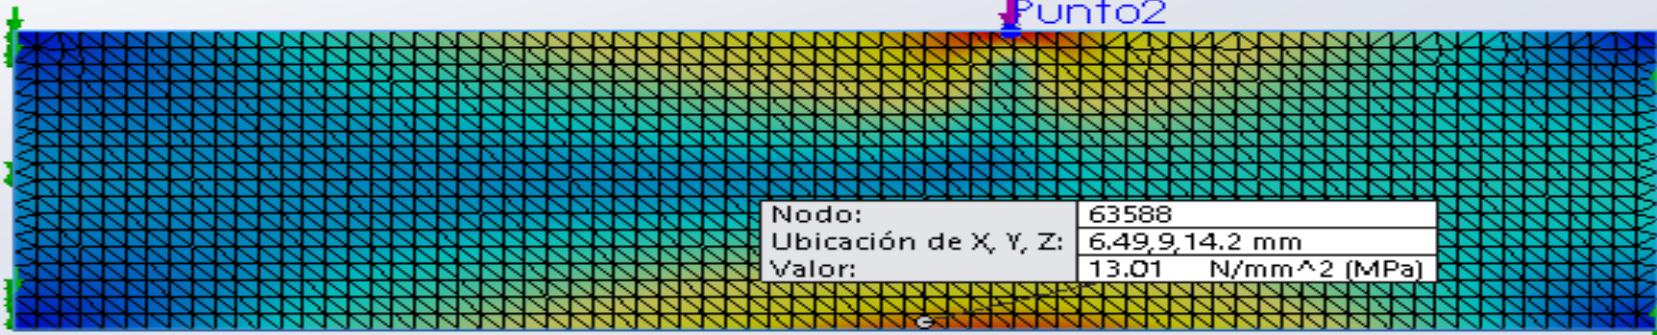 Punto2
Nodo: 63588
Ubicación de X, Y, Z: 6.49,9,14.2 mm
Valor: 13.01 N/mm^2 (MPa)